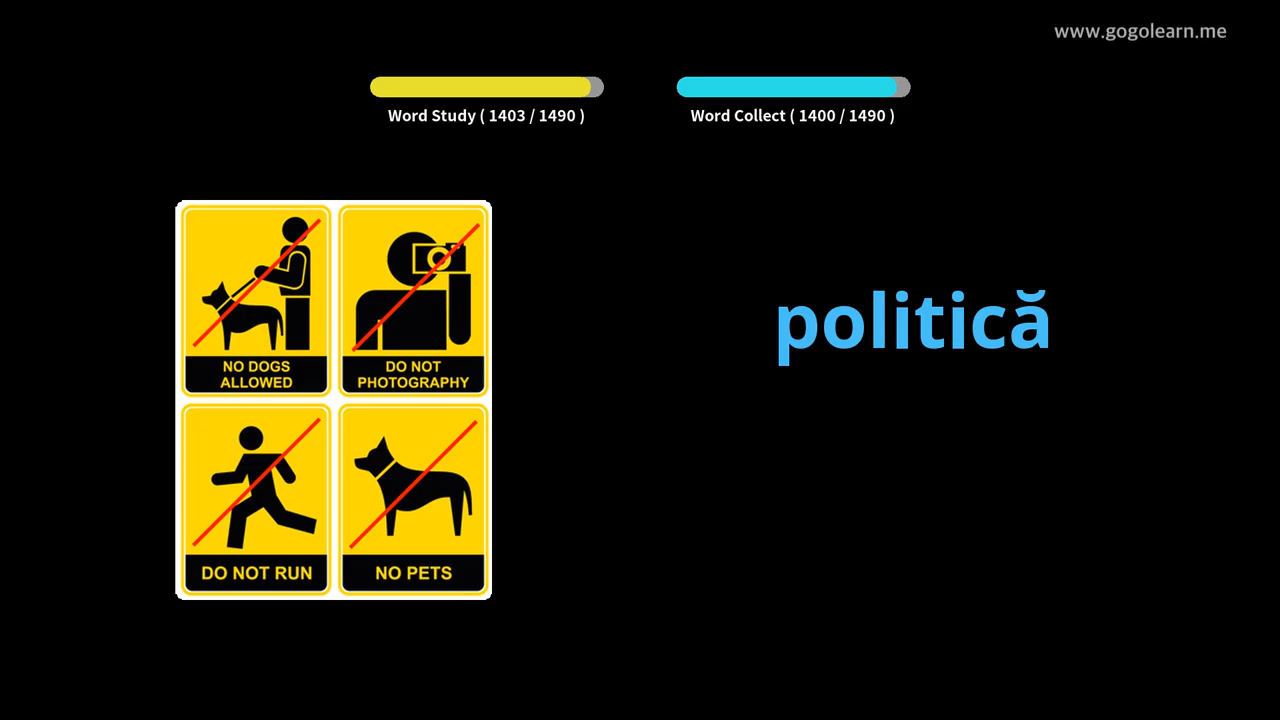 www.gogolearn.me
Word Study ( 1403 / 1490 )
Word Collect ( 1400 / 1490 )
NO DOGS
ALLOWED
DO NOT
PHOTOGRAPHY
politică
DO NOT RUN
NO PETS